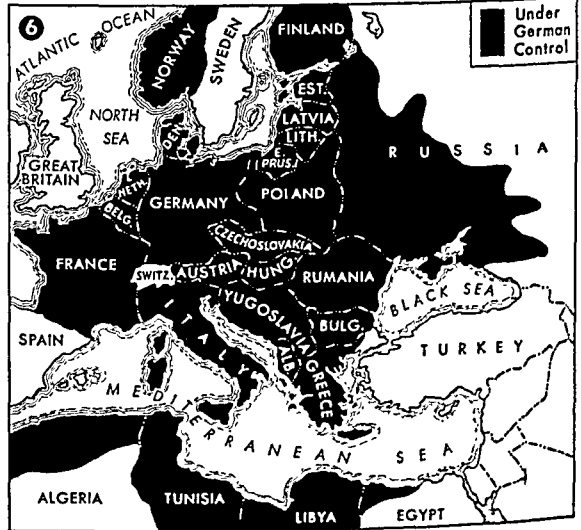 6
Under
German
Control
ATLANTIC OCEAN
NORWAY
SWEDEN
FINLAND
NORTH
SEA
EST.
LATVIA
LITH.
DEN.
E.
PRUS.
RUSSIA
GREAT
BRITAIN
NETH.
BELG.
GERMANY
POLAND
CZECHOSLOVAKIA
FRANCE
SWITZ.
AUSTRIA
HUNG.
RUMANIA
BLACK SEA
ITALY
YUGOSLAVIA
BULG.
SPAIN
ALB.
GREECE
TURKEY
MEDITERRANEAN SEA
ALGERIA
TUNISIA
LIBYA
EGYPT